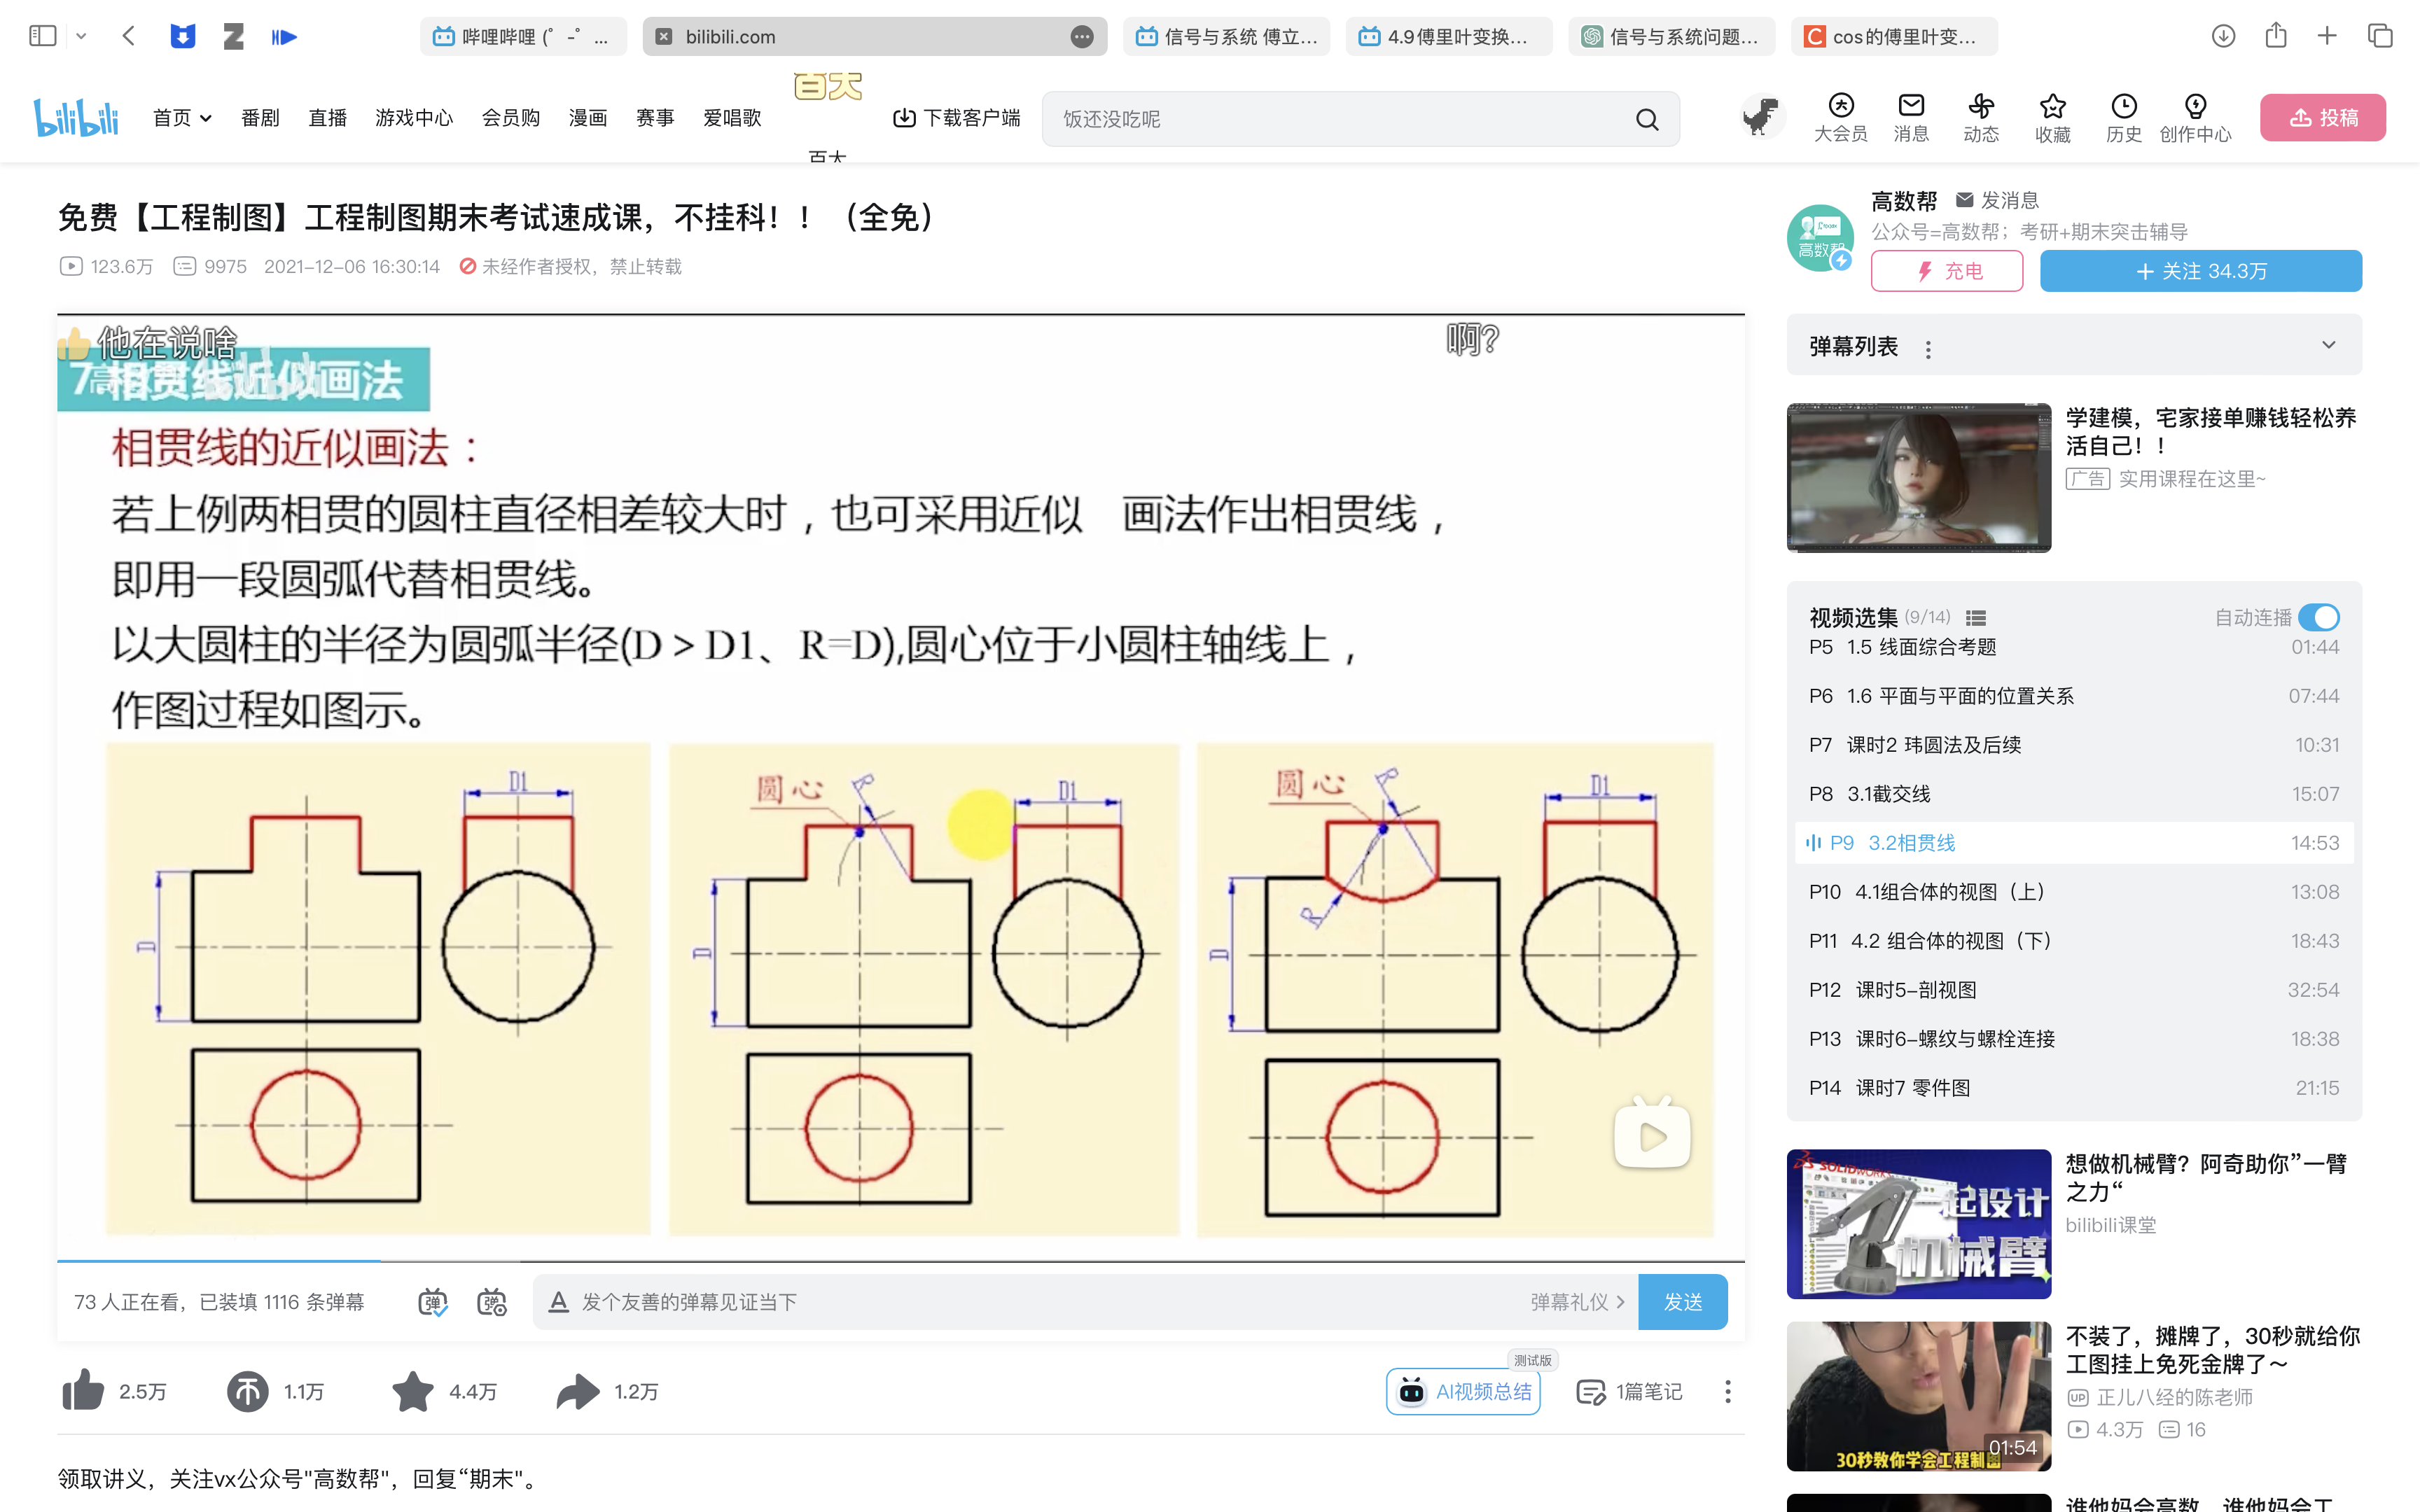 哔哩哔哩 (゜-゜...
bilibili.com
信号与系统 傅立...
4.9傅里叶变换...
信号与系统问题...
cos的傅里叶变...
bilibili
首页
番剧
直播
游戏中心
会员购
漫画
赛事
爱唱歌
百大
百大
下载客户端
饭还没吃呢
大会员
消息
动态
收藏
历史
创作中心
投稿
免费【工程制图】工程制图期末考试速成课，不挂科！！（全免）
123.6万 9975 2021-12-06 16:30:14 未经作者授权，禁止转载
他在说啥
啊?
7.相贯线近似画法
相贯线的近似画法：
若上例两相贯的圆柱直径相差较大时，也可采用近似 画法作出相贯线，
即用一段圆弧代替相贯线。
以大圆柱的半径为圆弧半径(D＞D1、R=D),圆心位于小圆柱轴线上，
作图过程如图示。
D1
D
圆心
R
D1
D
圆心
R
D1
R
D
73 人正在看，已装填 1116 条弹幕
弹
弹
A 发个友善的弹幕见证当下
弹幕礼仪
发送
2.5万
1.1万
4.4万
1.2万
测试版
AI视频总结
1篇笔记
领取讲义，关注vx公众号"高数帮"，回复“期末"。
高数帮
高数帮 发消息
公众号=高数帮；考研+期末突击辅导
充电
+ 关注 34.3万
弹幕列表
学建模，宅家接单赚钱轻松养
活自己！！
广告 实用课程在这里~
视频选集 (9/14) 自动连播
P5 1.5 线面综合考题 01:44
P6 1.6 平面与平面的位置关系 07:44
P7 课时2 玮圆法及后续 10:31
P8 3.1截交线 15:07
P9 3.2相贯线 14:53
P10 4.1组合体的视图（上） 13:08
P11 4.2 组合体的视图（下） 18:43
P12 课时5-剖视图 32:54
P13 课时6-螺纹与螺栓连接 18:38
P14 课时7 零件图 21:15
SOLIDWORKS
起设计
机械臂
想做机械臂？阿奇助你”一臂
之力“
bilibili课堂
30秒教你学会工程制图
01:54
不装了，摊牌了，30秒就给你
工图挂上免死金牌了～
UP 正儿八经的陈老师
4.3万 16
谁他妈会高数，谁他妈会工